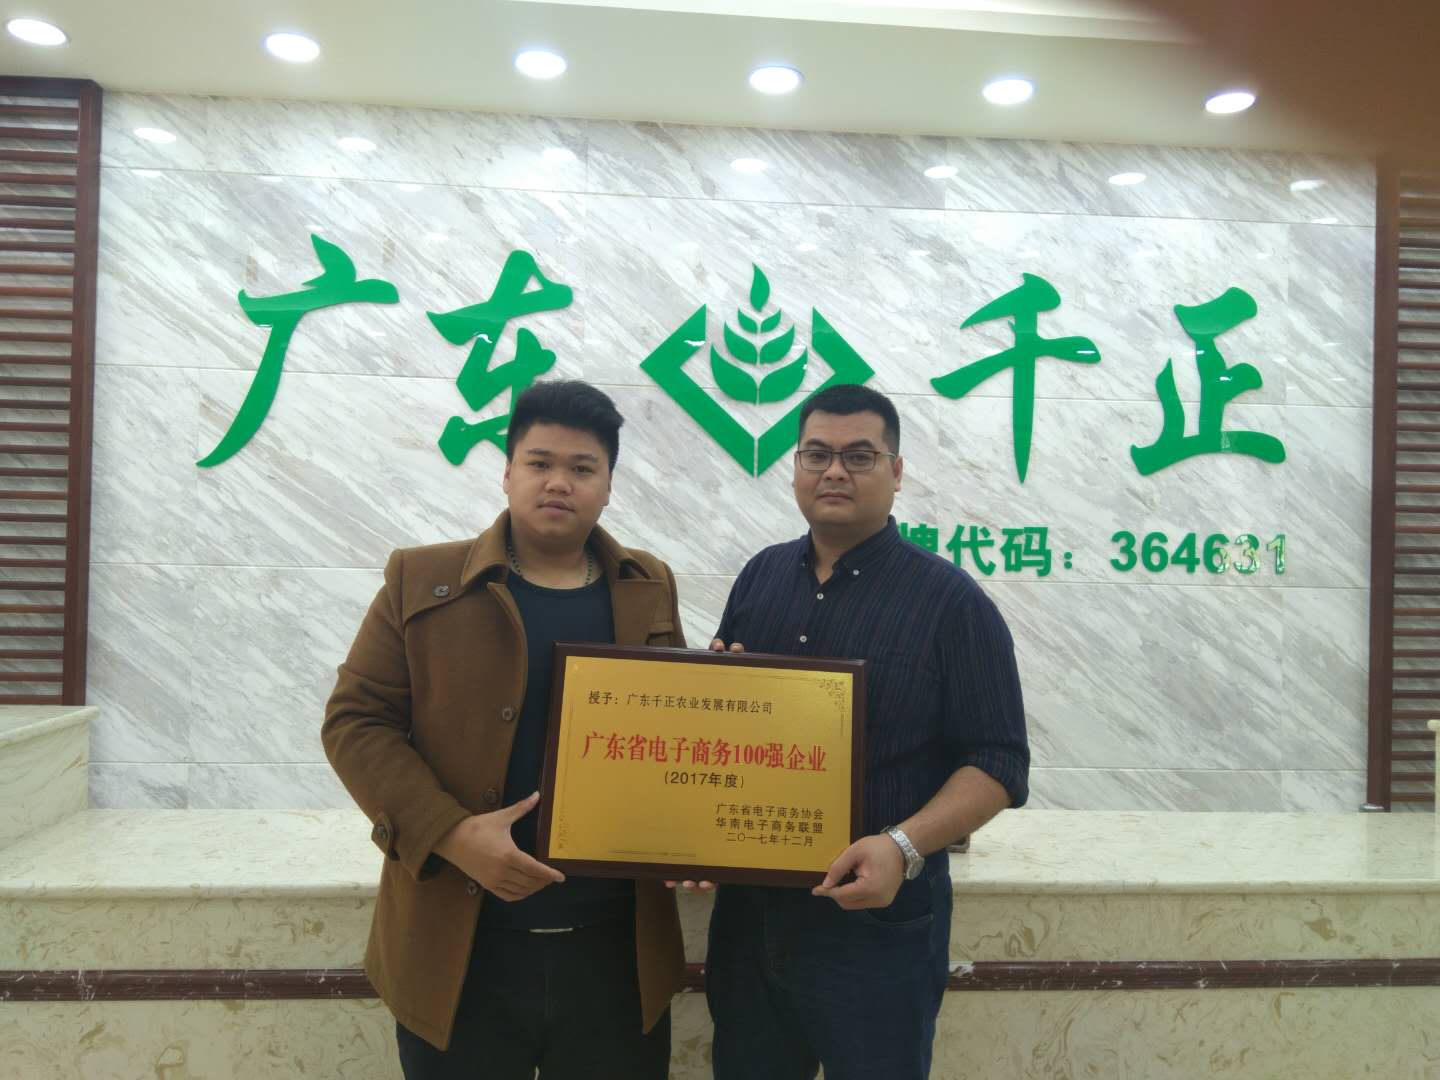 广东千正
牌代码：364631
授予：广东千正农业发展有限公司
广东省电子商务100强企业
（2017年度）
广东省电子商务协会
华南电子商务联盟
二〇一七年十二月